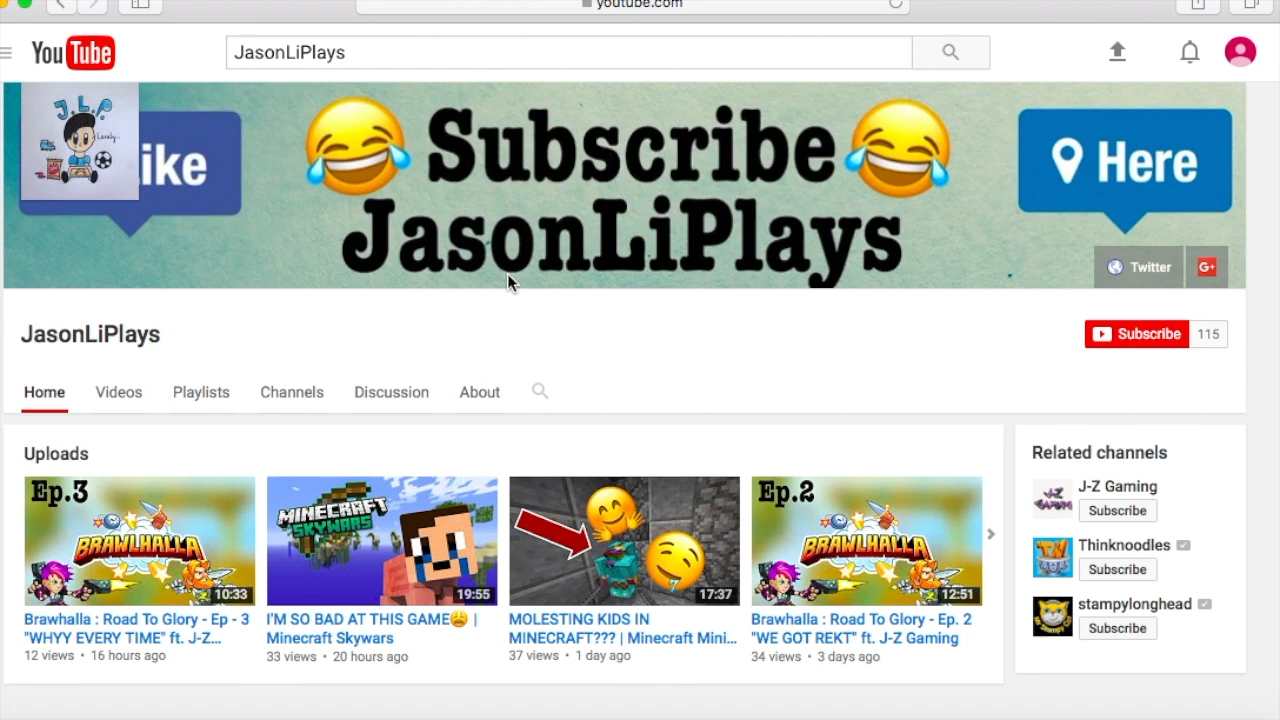 youtube.com
YouTube
JasonLiPlays
J.L.P.
Lonely..
ike
Subscribe
JasonLiPlays
Here
Twitter
G+
JasonLiPlays
Subscribe 115
Home Videos Playlists Channels Discussion About
Uploads
Ep.3
BRAWLHALLA
10:33
Brawhalla : Road To Glory - Ep - 3
"WHYY EVERY TIME" ft. J-Z...
12 views • 16 hours ago
MINECRAFT
SKYWARS
19:55
I'M SO BAD AT THIS GAME😩 |
Minecraft Skywars
33 views • 20 hours ago
17:37
MOLESTING KIDS IN
MINECRAFT??? | Minecraft Mini...
37 views • 1 day ago
Ep.2
BRAWLHALLA
12:51
Brawhalla : Road To Glory - Ep. 2
"WE GOT REKT" ft. J-Z Gaming
34 views • 3 days ago
Related channels
J-Z Gaming
Subscribe
Thinknoodles
Subscribe
stampylonghead
Subscribe